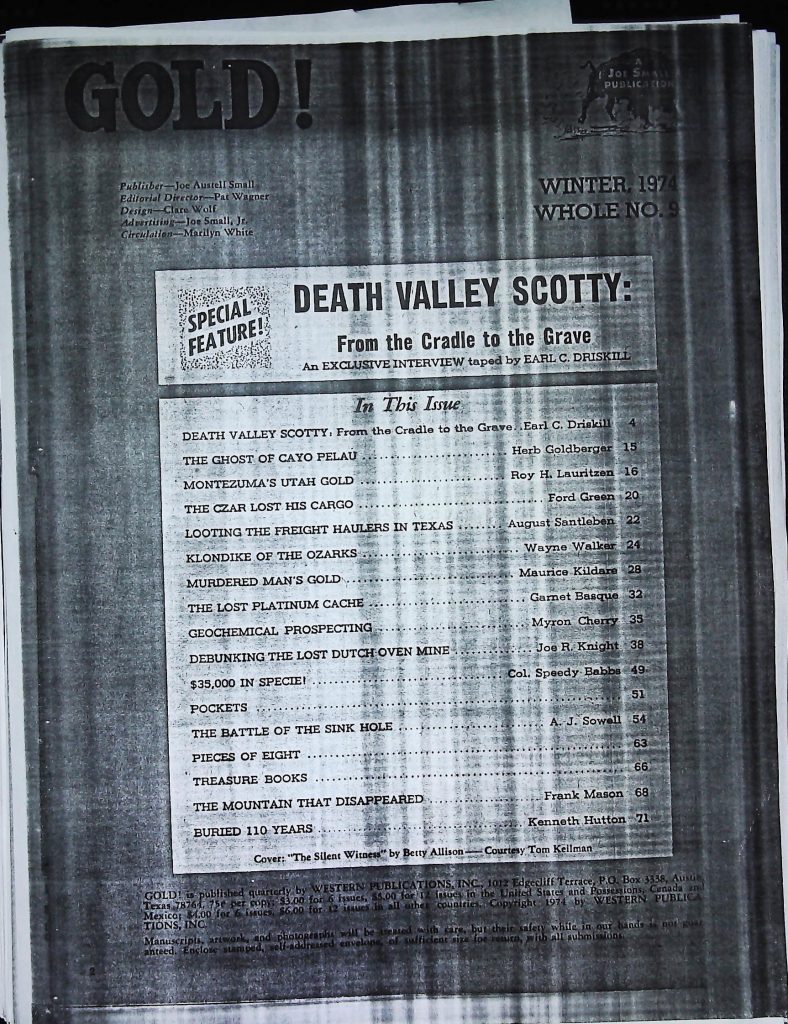 GOLD!
A
JOE SMALL
PUBLICATION
Publisher—Joe Austell Small
Editorial Director—Pat Wagner
Design—Clare Wolf
Advertising—Joe Small, Jr.
Circulation—Marilyn White
WINTER, 1974
WHOLE NO. 9
SPECIAL
FEATURE!
DEATH VALLEY SCOTTY:
From the Cradle to the Grave
An EXCLUSIVE INTERVIEW taped by EARL C. DRISKILL
In This Issue
DEATH VALLEY SCOTTY: From the Cradle to the Grave. .Earl C. Driskill 4
THE GHOST OF CAYO PELAU .......... Herb Goldberger 15
MONTEZUMA'S UTAH GOLD .......... Roy H. Lauritzen 16
THE CZAR LOST HIS CARGO .......... Ford Green 20
LOOTING THE FREIGHT HAULERS IN TEXAS ........ August Santleben 22
KLONDIKE OF THE OZARKS .......... Wayne Walker 24
MURDERED MAN'S GOLD .......... Maurice Kildare 28
THE LOST PLATINUM CACHE .......... Garnet Basque 32
GEOCHEMICAL PROSPECTING .......... Myron Cherry 35
DEBUNKING THE LOST DUTCH OVEN MINE .......... Joe R. Knight 38
$35,000 IN SPECIE! .......... Col. Speedy Babbs 49
POCKETS .......... 51
THE BATTLE OF THE SINK HOLE .......... A. J. Sowell 54
PIECES OF EIGHT .......... 63
TREASURE BOOKS .......... 66
THE MOUNTAIN THAT DISAPPEARED .......... Frank Mason 68
BURIED 110 YEARS .......... Kenneth Hutton 71
Cover: "The Silent Witness" by Betty Allison — Courtesy Tom Kellman
GOLD! is published quarterly by WESTERN PUBLICATIONS, INC., 1012 Edgecliff Terrace, P.O. Box 3338, Austin
Texas 78764. 75¢ per copy; $3.00 for 6 issues, $5.00 for 12 issues in the United States and Possessions, Canada and
Mexico; $4.00 for 6 issues, $6.00 for 12 issues in all other countries. Copyright 1974 by WESTERN PUBLICA-
TIONS, INC.
Manuscripts, artwork, and photographs will be treated with care, but their safety while in our hands is not guar-
anteed. Enclose stamped, self-addressed envelope, of sufficient size for return, with all submissions.
2